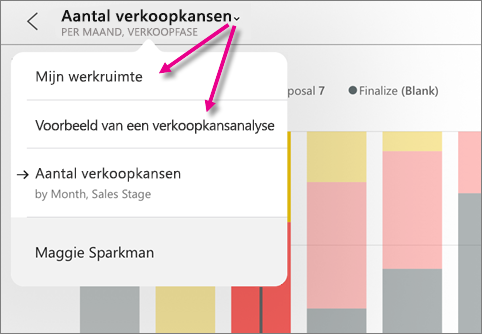 Aantal verkoopkansen
PER MAAND, VERKOOPFASE
Mijn werkruimte
posal 7
Finalize (Blank)
Voorbeeld van een verkoopkansanalyse
Aantal verkoopkansen
by Month, Sales Stage
Maggie Sparkman